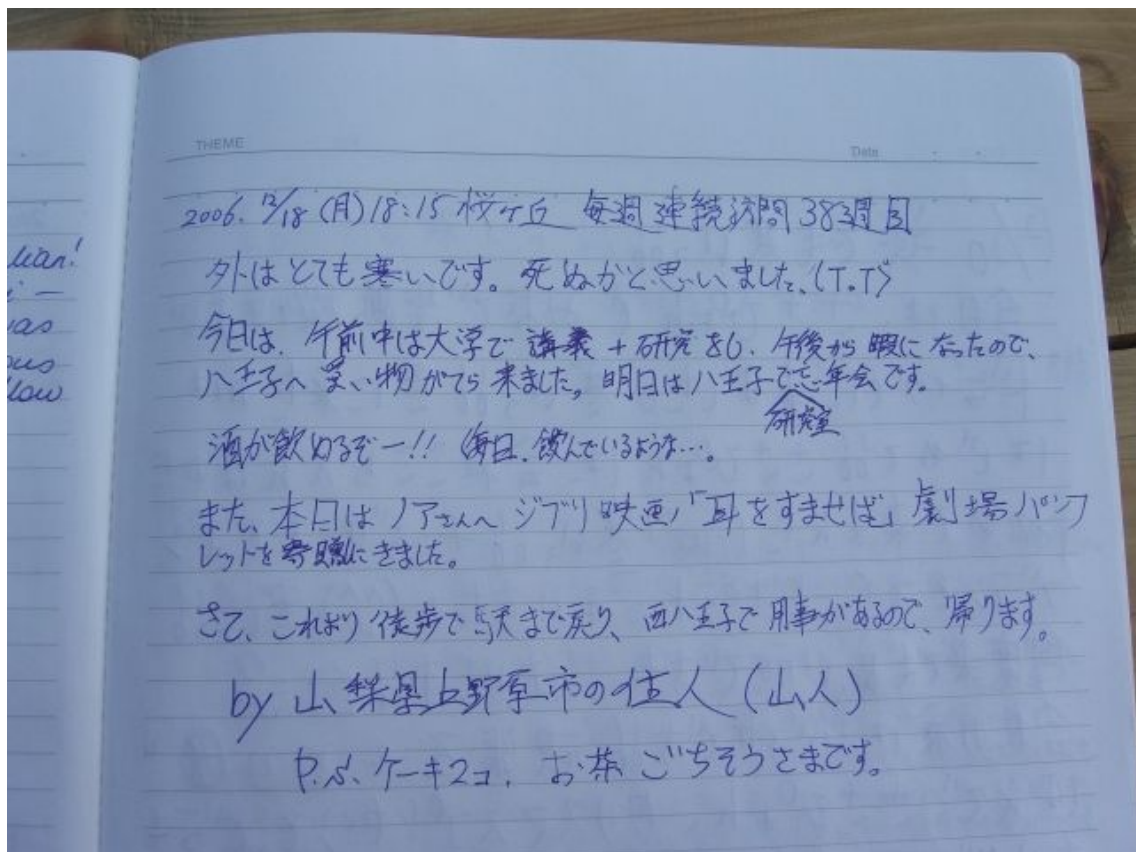 lian!
as
ous
low
THEME
Date
2006. 12/18 (月) 18:15 桜ケ丘 毎週連続訪問 38週目
外はとても寒いです。死ぬかと思いました。(T.T)
今日は、午前中は大学で講義+研究をし、午後から暇になったので、
八王子へ買い物がてら来ました。明日は八王子で忘年会です。
研究室
酒が飲めるぞー!! (毎日、飲んでいるような…。
また、本日はノアさんへジブリ映画「耳をすませば」劇場パンフ
レットを寄贈にきました。
さて、これより徒歩で駅まで戻り、西八王子で用事があるので、帰ります。
by 山梨県上野原市の住人(山人)
P.S. ケーキ2コ、お茶 ごちそうさまです。